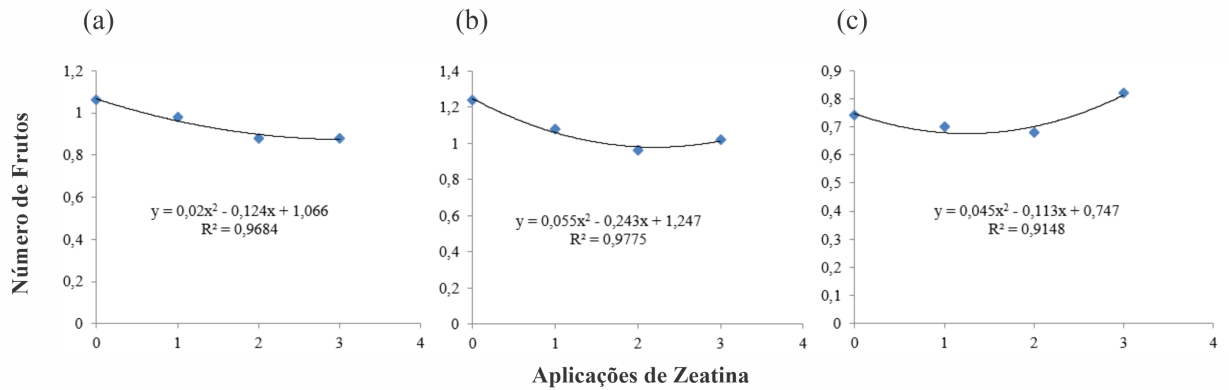 (a)
(b)
(c)
Número de Frutos
1,2
1
0,8
0,6
0,4
0,2
0
0 1 2 3 4
y = 0,02x² - 0,124x + 1,066
R² = 0,9684
1,4
1,2
1
0,8
0,6
0,4
0,2
0
0 1 2 3 4
y = 0,055x² - 0,243x + 1,247
R² = 0,9775
0,9
0,8
0,7
0,6
0,5
0,4
0,3
0,2
0,1
0
0 1 2 3 4
y = 0,045x² - 0,113x + 0,747
R² = 0,9148
Aplicações de Zeatina